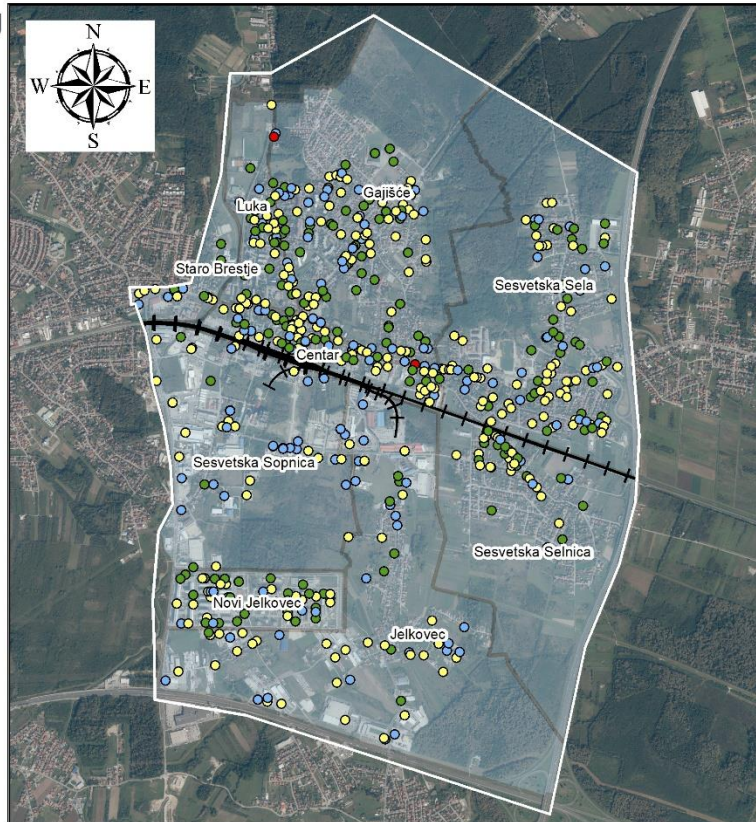 N
W
E
S
Gajišće
Luka
Staro Brestje
Sesvetska Sela
Centar
Sesvetska Sopnica
Sesvetska Selnica
Novi Jelkovec
Jelkovec